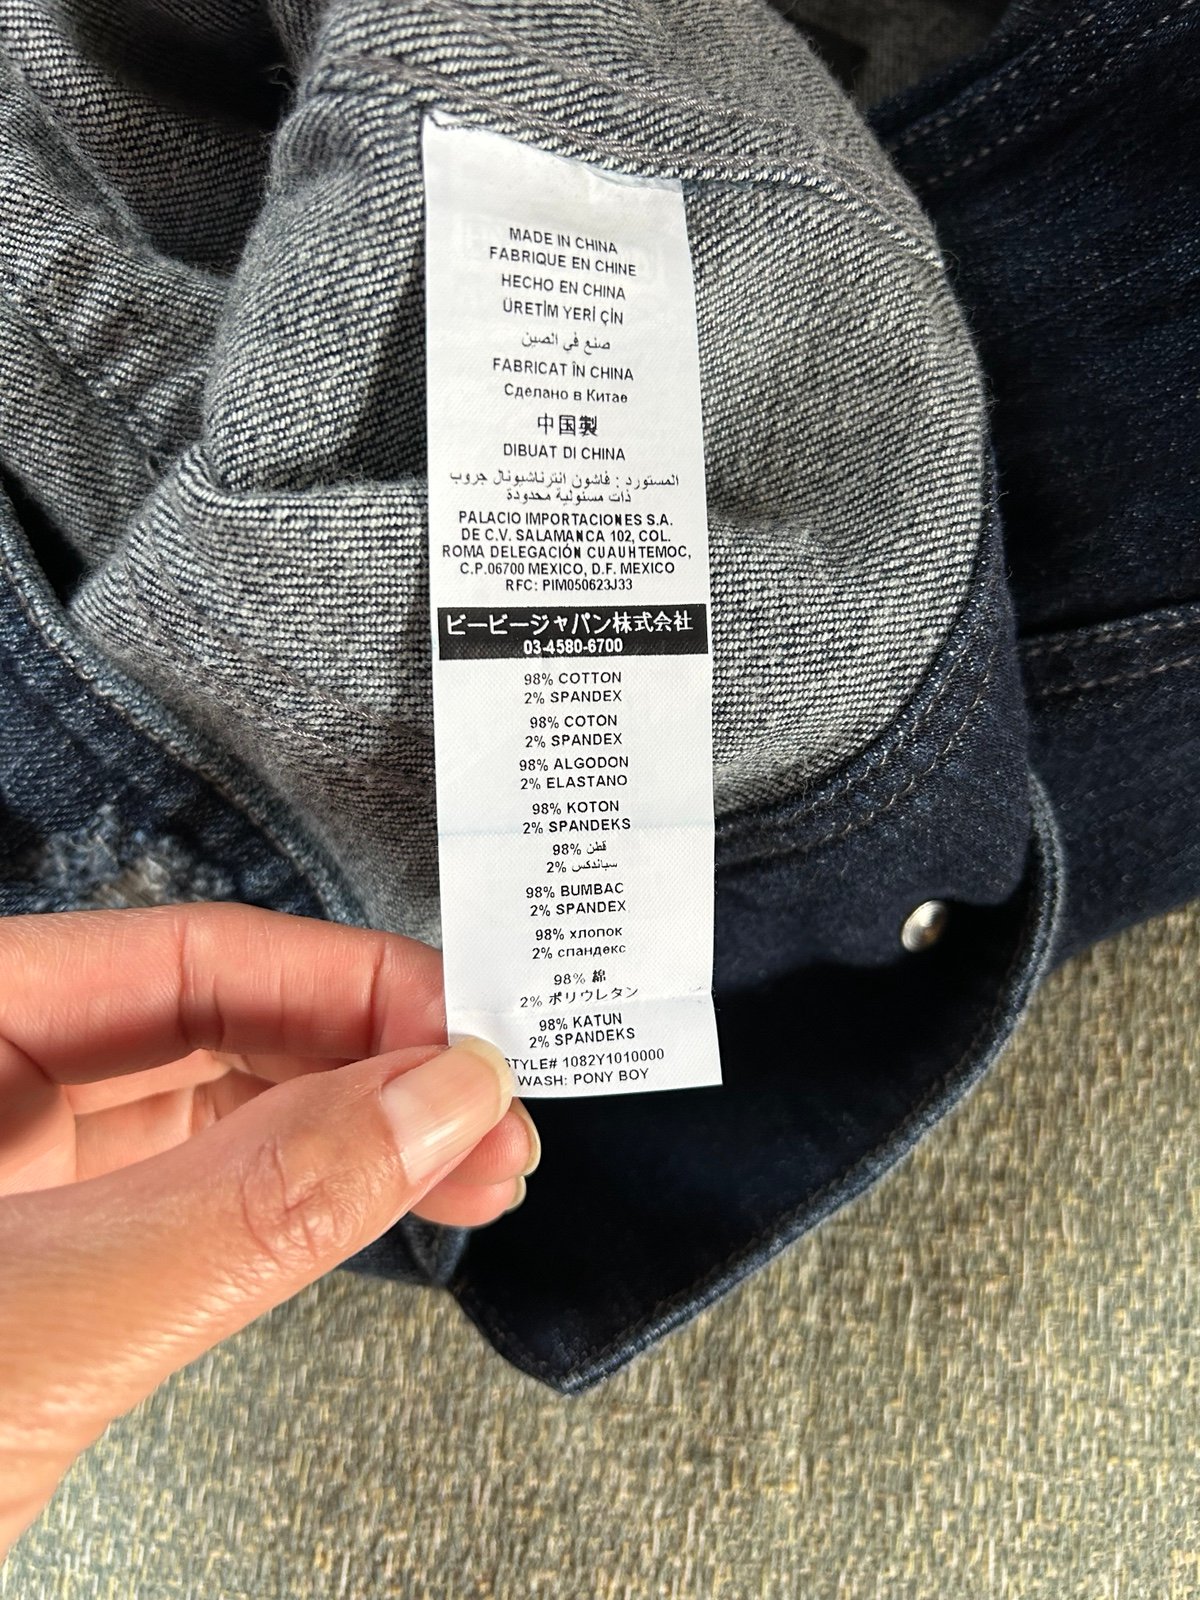 MADE IN CHINA
FABRIQUE EN CHINE
HECHO EN CHINA
ÜRETİM YERİ ÇİN
صنع في الصين
FABRICAT ÎN CHINA
Сделано в Китае
中国製
DIBUAT DI CHINA
المستورد : فاشون انترناشيونال جروب
ذات مسئولية محدودة
PALACIO IMPORTACIONES S.A.
DE C.V. SALAMANCA 102, COL.
ROMA DELEGACIÓN CUAUHTEMOC,
C.P.06700 MEXICO, D.F. MEXICO
RFC: PIM050623J33
ビービージャパン株式会社
03-4580-6700
98% COTTON
2% SPANDEX
98% COTON
2% SPANDEX
98% ALGODON
2% ELASTANO
98% KOTON
2% SPANDEKS
98% قطن
2% سباندكس
98% BUMBAC
2% SPANDEX
98% хлопок
2% спандекс
98% 綿
2% ポリウレタン
98% KATUN
2% SPANDEKS
STYLE# 1082Y1010000
WASH: PONY BOY